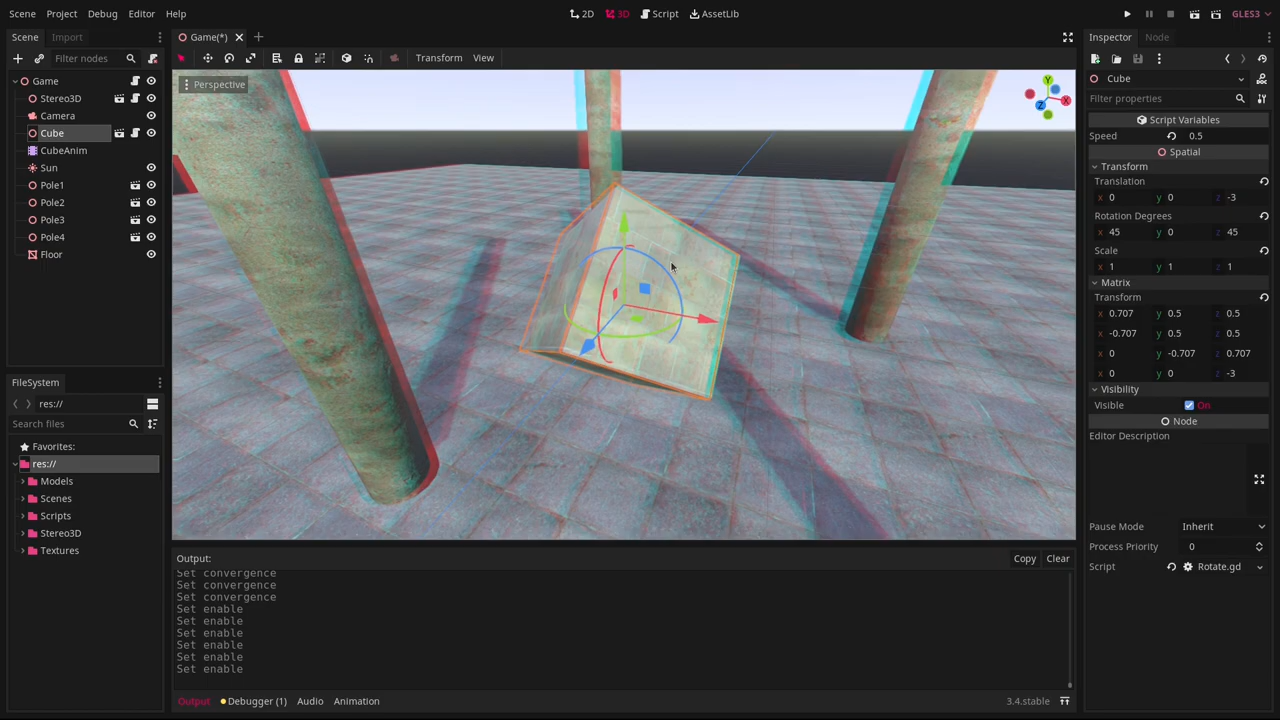 Scene Project Debug Editor Help
2D 3D Script AssetLib
GLES3
Scene Import
Filter nodes
Game
Stereo3D
Camera
Cube
CubeAnim
Sun
Pole1
Pole2
Pole3
Pole4
Floor
FileSystem
res://
Search files
Favorites:
res://
Models
Scenes
Scripts
Stereo3D
Textures
Game(*)
Transform View
Perspective
Y
X
Z
Output:
Copy Clear
Set convergence
Set convergence
Set convergence
Set enable
Set enable
Set enable
Set enable
Set enable
Set enable
Output Debugger (1) Audio Animation
3.4.stable
Inspector Node
Cube
Filter properties
Script Variables
Speed 0.5
Spatial
Transform
Translation
x 0 y 0 z -3
Rotation Degrees
x 45 y 0 z 45
Scale
x 1 y 1 z 1
Matrix
Transform
x 0.707 y 0.5 z 0.5
x -0.707 y 0.5 z 0.5
x 0 y -0.707 z 0.707
x 0 y 0 z -3
Visibility
Visible On
Node
Editor Description
Pause Mode Inherit
Process Priority 0
Script Rotate.gd